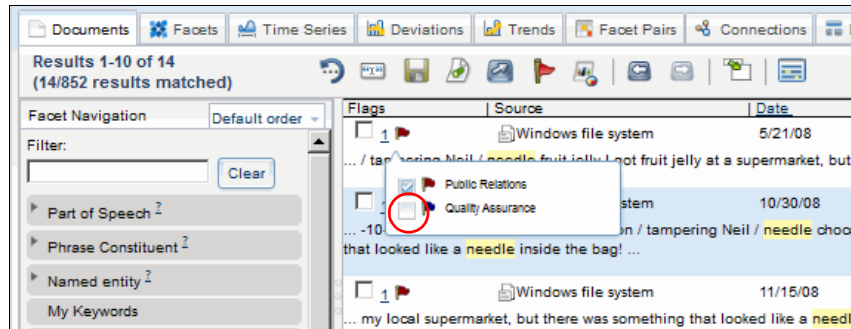 Documents Facets Time Series Deviations Trends Facet Pairs Connections
Results 1-10 of 14
(14/852 results matched)
Facet Navigation Default order
Filter:
Clear
Part of Speech ?
Phrase Constituent ?
Named entity ?
My Keywords
Flags Source Date
1 Windows file system 5/21/08
... / tampering Neil / needle fruit jelly I got fruit jelly at a supermarket, but
Public Relations
Quality Assurance
stem 10/30/08
... -10- on / tampering Neil / needle choc
that looked like a needle inside the bag! ...
1 Windows file system 11/15/08
... my local supermarket, but there was something that looked like a needl